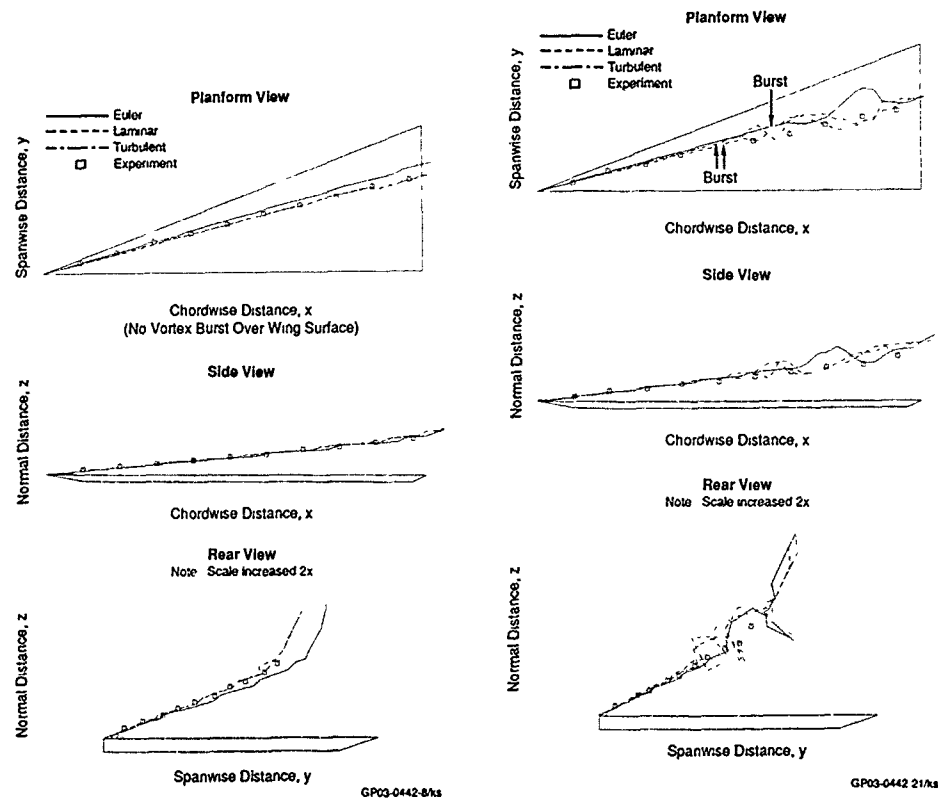 Planform View
Euler
Laminar
Turbulent
Experiment
Spanwise Distance, y
Chordwise Distance, x
(No Vortex Burst Over Wing Surface)
Side View
Normal Distance, z
Chordwise Distance, x
Rear View
Note Scale increased 2x
Normal Distance, z
Spanwise Distance, y
GP03-0442-8/ks
Planform View
Euler
Laminar
Turbulent
Experiment
Burst
Burst
Spanwise Distance, y
Chordwise Distance, x
Side View
Normal Distance, z
Chordwise Distance, x
Rear View
Note Scale increased 2x
Normal Distance, z
Spanwise Distance, y
GP03-0442 21/ks